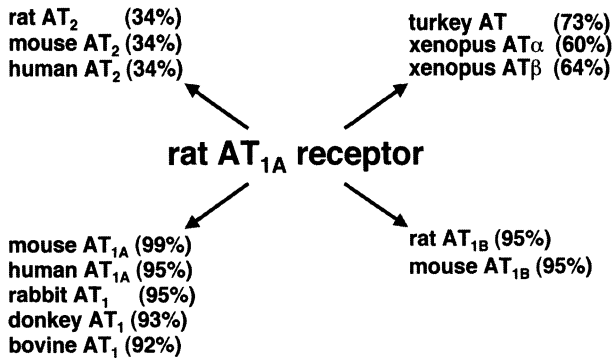 rat AT2 (34%)
mouse AT2 (34%)
human AT2 (34%)
turkey AT (73%)
xenopus ATα (60%)
xenopus ATβ (64%)
rat AT1A receptor
mouse AT1A (99%)
human AT1A (95%)
rabbit AT1 (95%)
donkey AT1 (93%)
bovine AT1 (92%)
rat AT1B (95%)
mouse AT1B (95%)